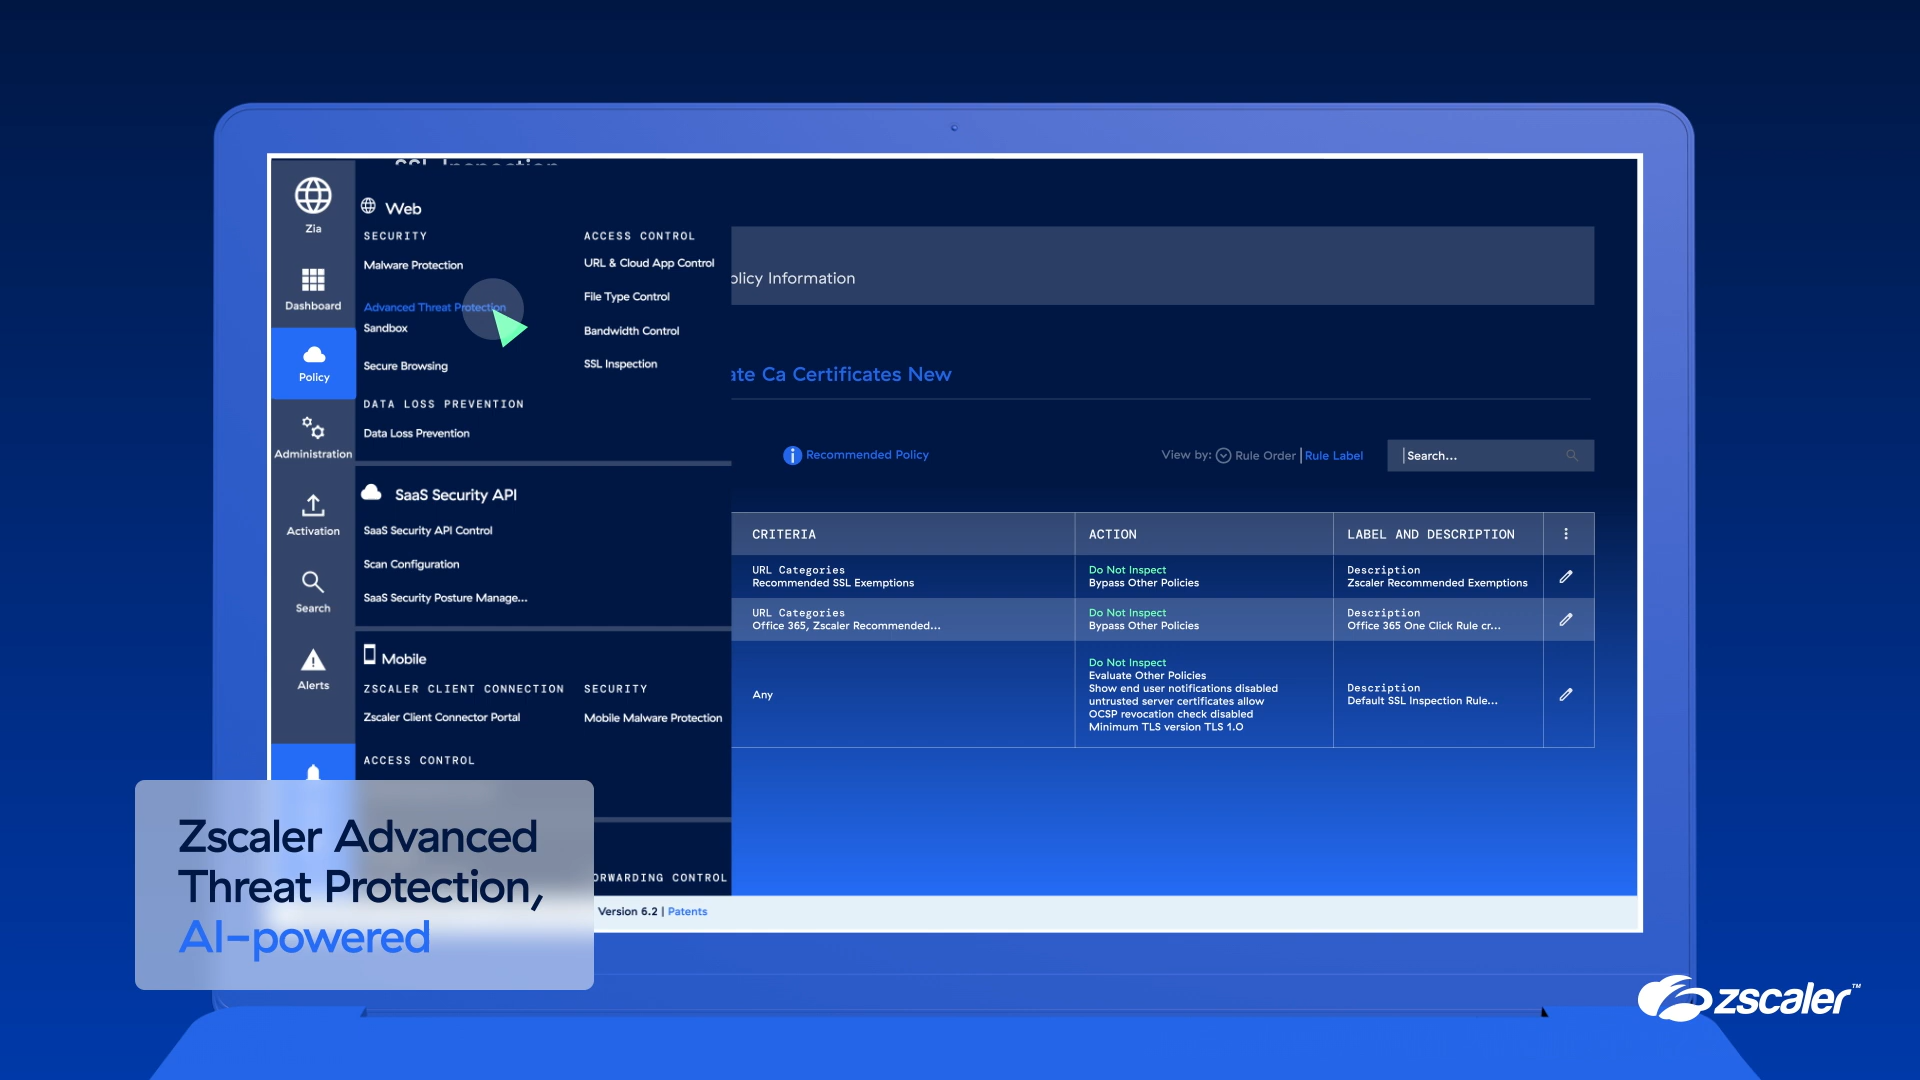 SSL Inspection
Zia
Dashboard
Policy
Administration
Activation
Search
Alerts
Web
SECURITY
Malware Protection
Advanced Threat Protection
Sandbox
Secure Browsing
DATA LOSS PREVENTION
Data Loss Prevention
ACCESS CONTROL
URL & Cloud App Control
File Type Control
Bandwidth Control
SSL Inspection
SaaS Security API
SaaS Security API Control
Scan Configuration
SaaS Security Posture Manage...
Mobile
ZSCALER CLIENT CONNECTION
Zscaler Client Connector Portal
SECURITY
Mobile Malware Protection
ACCESS CONTROL
ORWARDING CONTROL
olicy Information
ate Ca Certificates New
Recommended Policy
View by: Rule Order | Rule Label
Search...
CRITERIA ACTION LABEL AND DESCRIPTION
URL Categories
Recommended SSL Exemptions
Do Not Inspect
Bypass Other Policies
Description
Zscaler Recommended Exemptions
URL Categories
Office 365, Zscaler Recommended...
Do Not Inspect
Bypass Other Policies
Description
Office 365 One Click Rule cr...
Any
Do Not Inspect
Evaluate Other Policies
Show end user notifications disabled
untrusted server certificates allow
OCSP revocation check disabled
Minimum TLS version TLS 1.0
Description
Default SSL Inspection Rule...
Version 6.2 | Patents
Zscaler Advanced
Threat Protection,
AI-powered
zscaler™